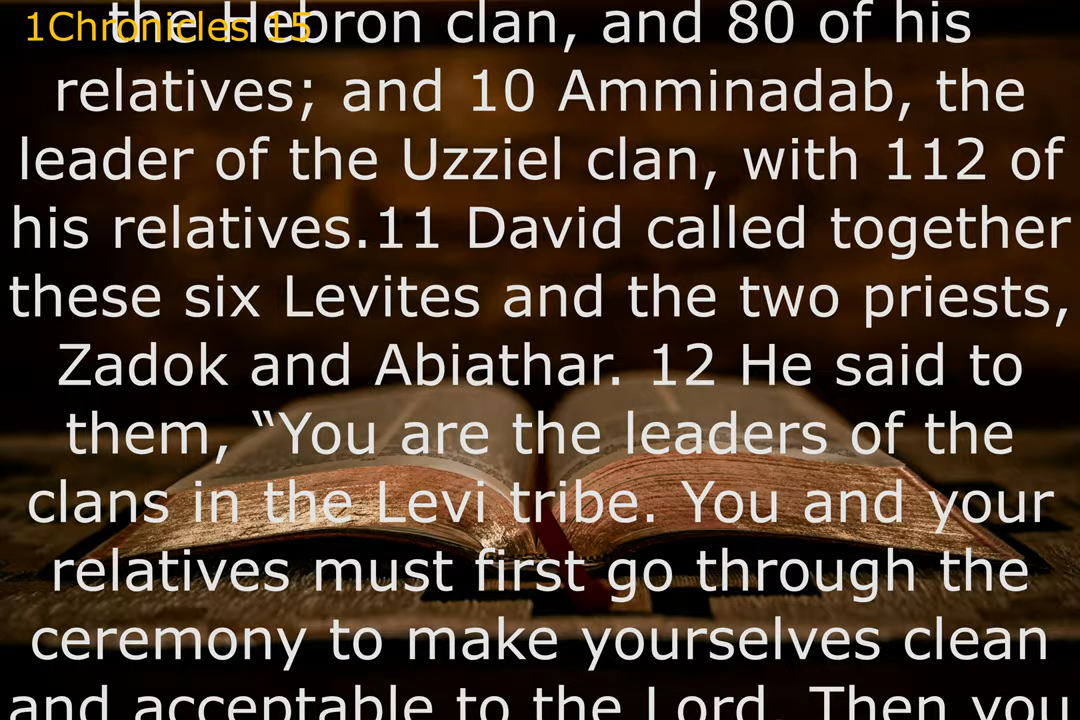 1Chronicles 15
the Hebron clan, and 80 of his
relatives; and 10 Amminadab, the
leader of the Uzziel clan, with 112 of
his relatives.11 David called together
these six Levites and the two priests,
Zadok and Abiathar. 12 He said to
them, “You are the leaders of the
clans in the Levi tribe. You and your
relatives must first go through the
ceremony to make yourselves clean
and acceptable to the Lord. Then you